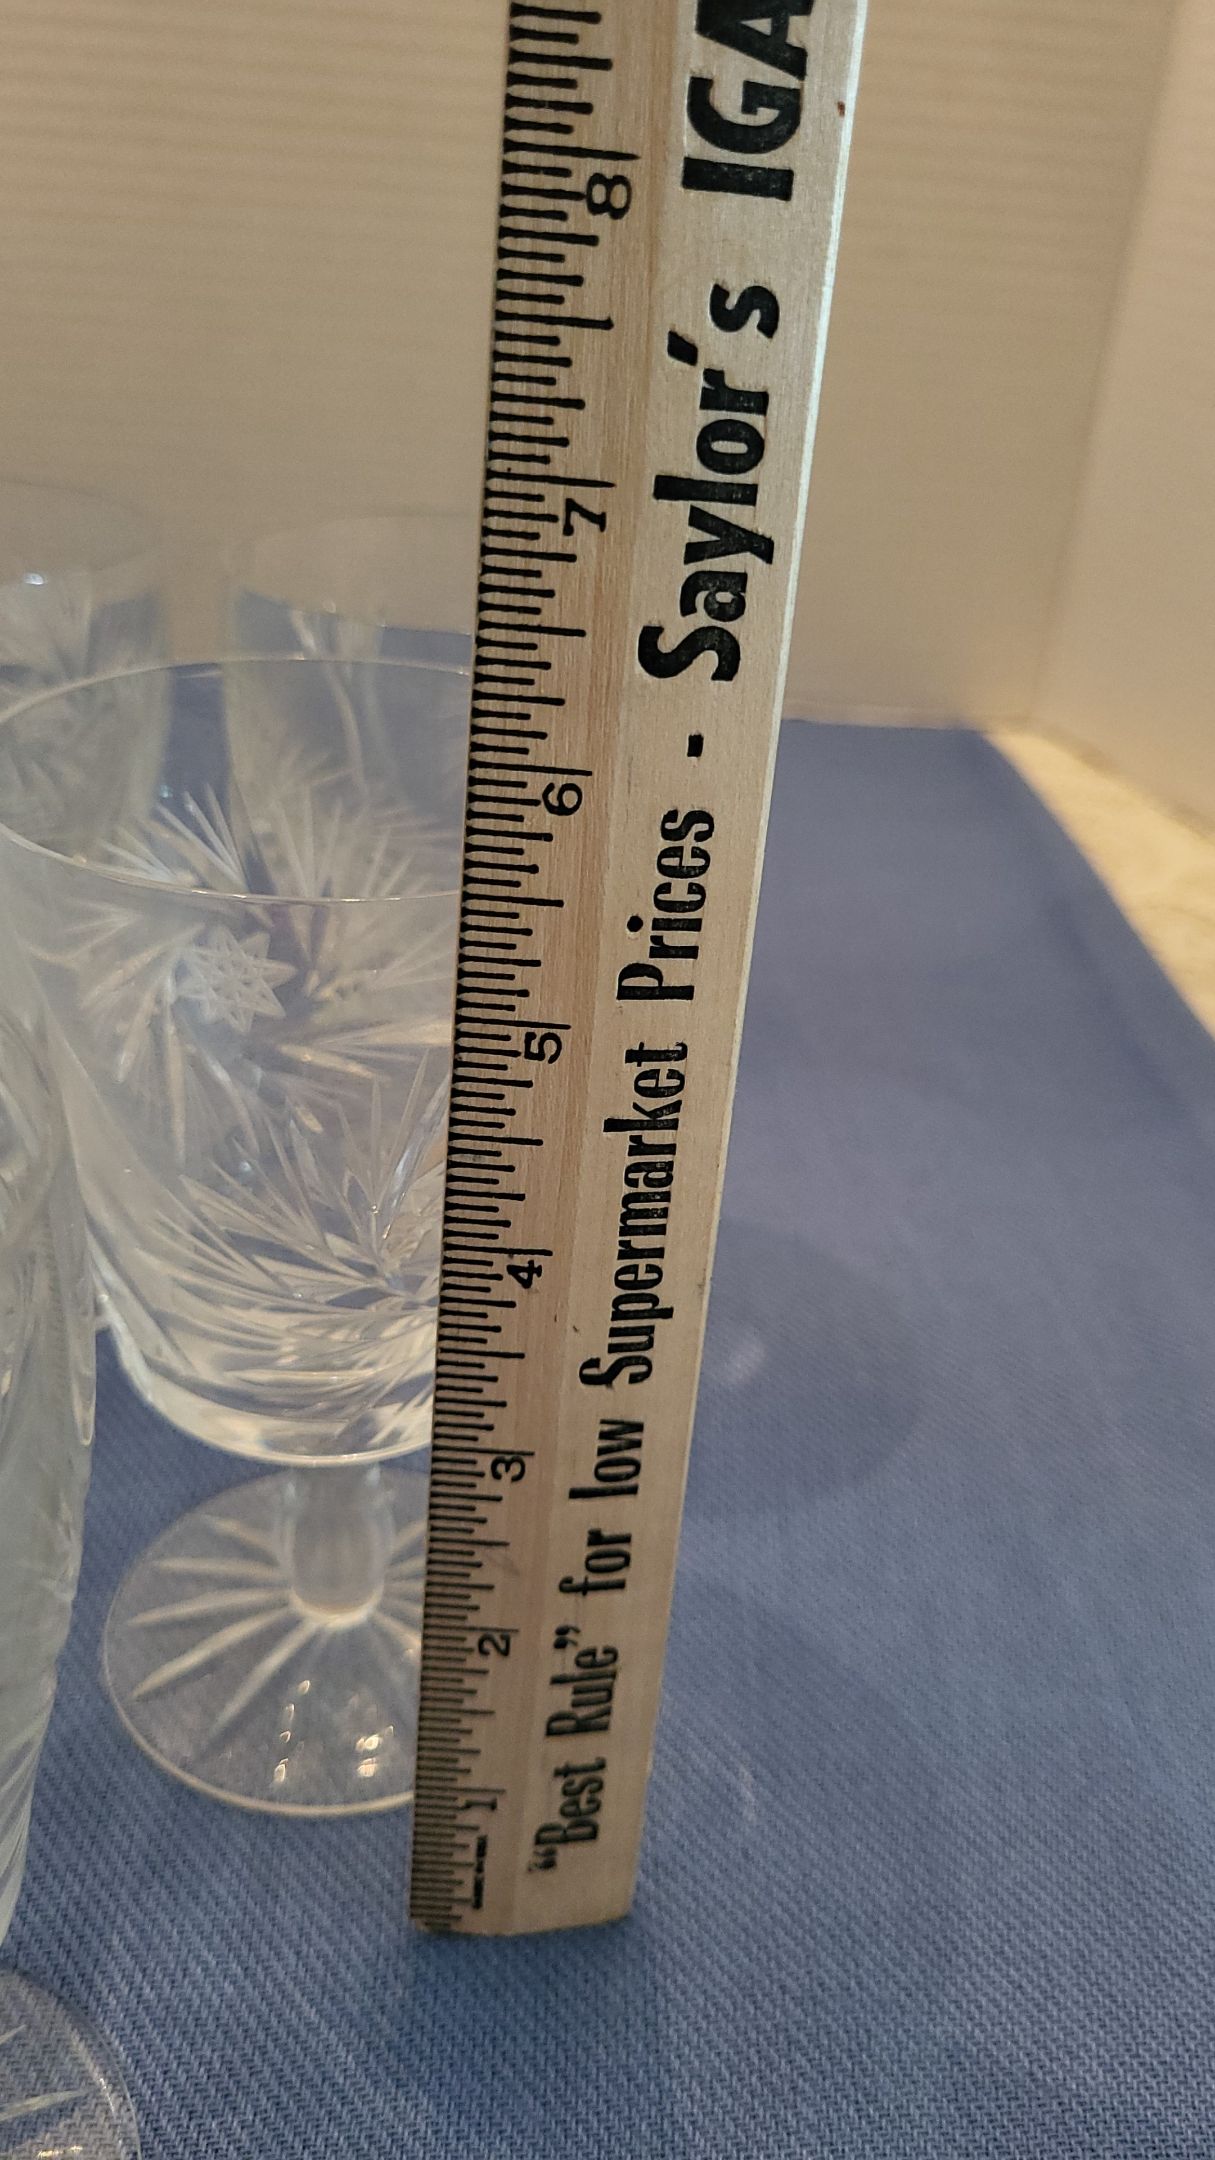 "Best Rule" for low Supermarket Prices - Saylor's IGA
1 2 3 4 5 6 7 8